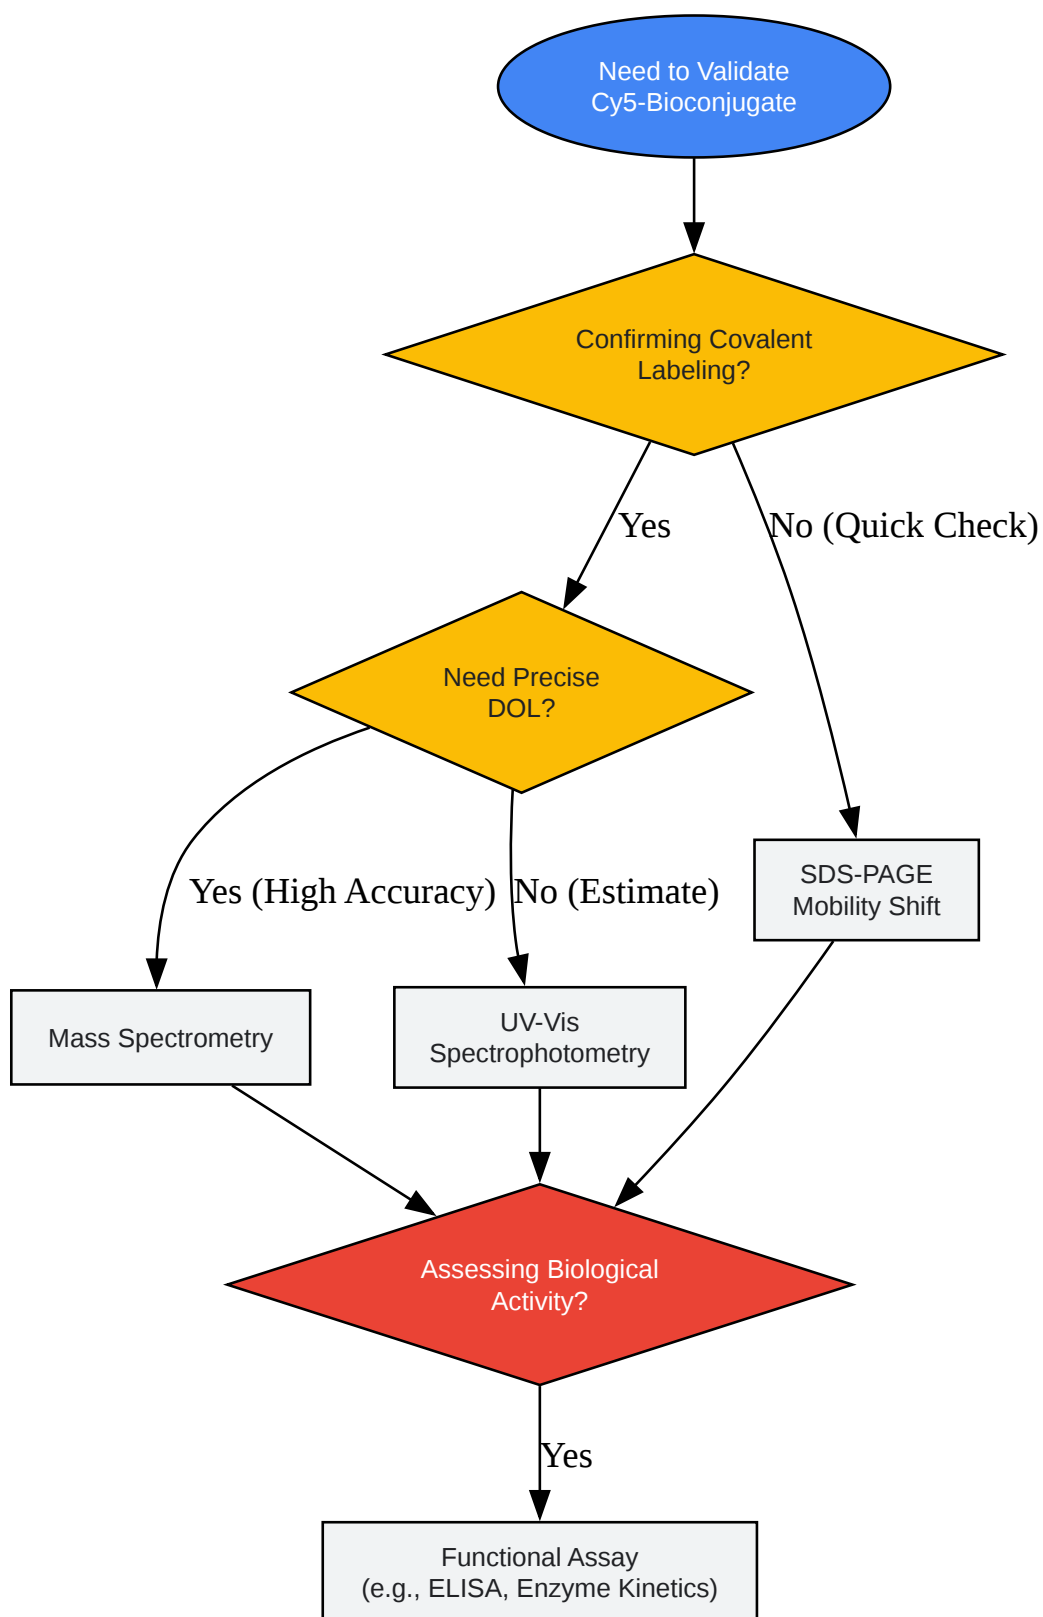 Need to Validate
Cy5-Bioconjugate
Confirming Covalent
Labeling?
Yes
No (Quick Check)
Need Precise
DOL?
Yes (High Accuracy)
No (Estimate)
SDS-PAGE
Mobility Shift
Mass Spectrometry
UV-Vis
Spectrophotometry
Assessing Biological
Activity?
Yes
Functional Assay
(e.g., ELISA, Enzyme Kinetics)